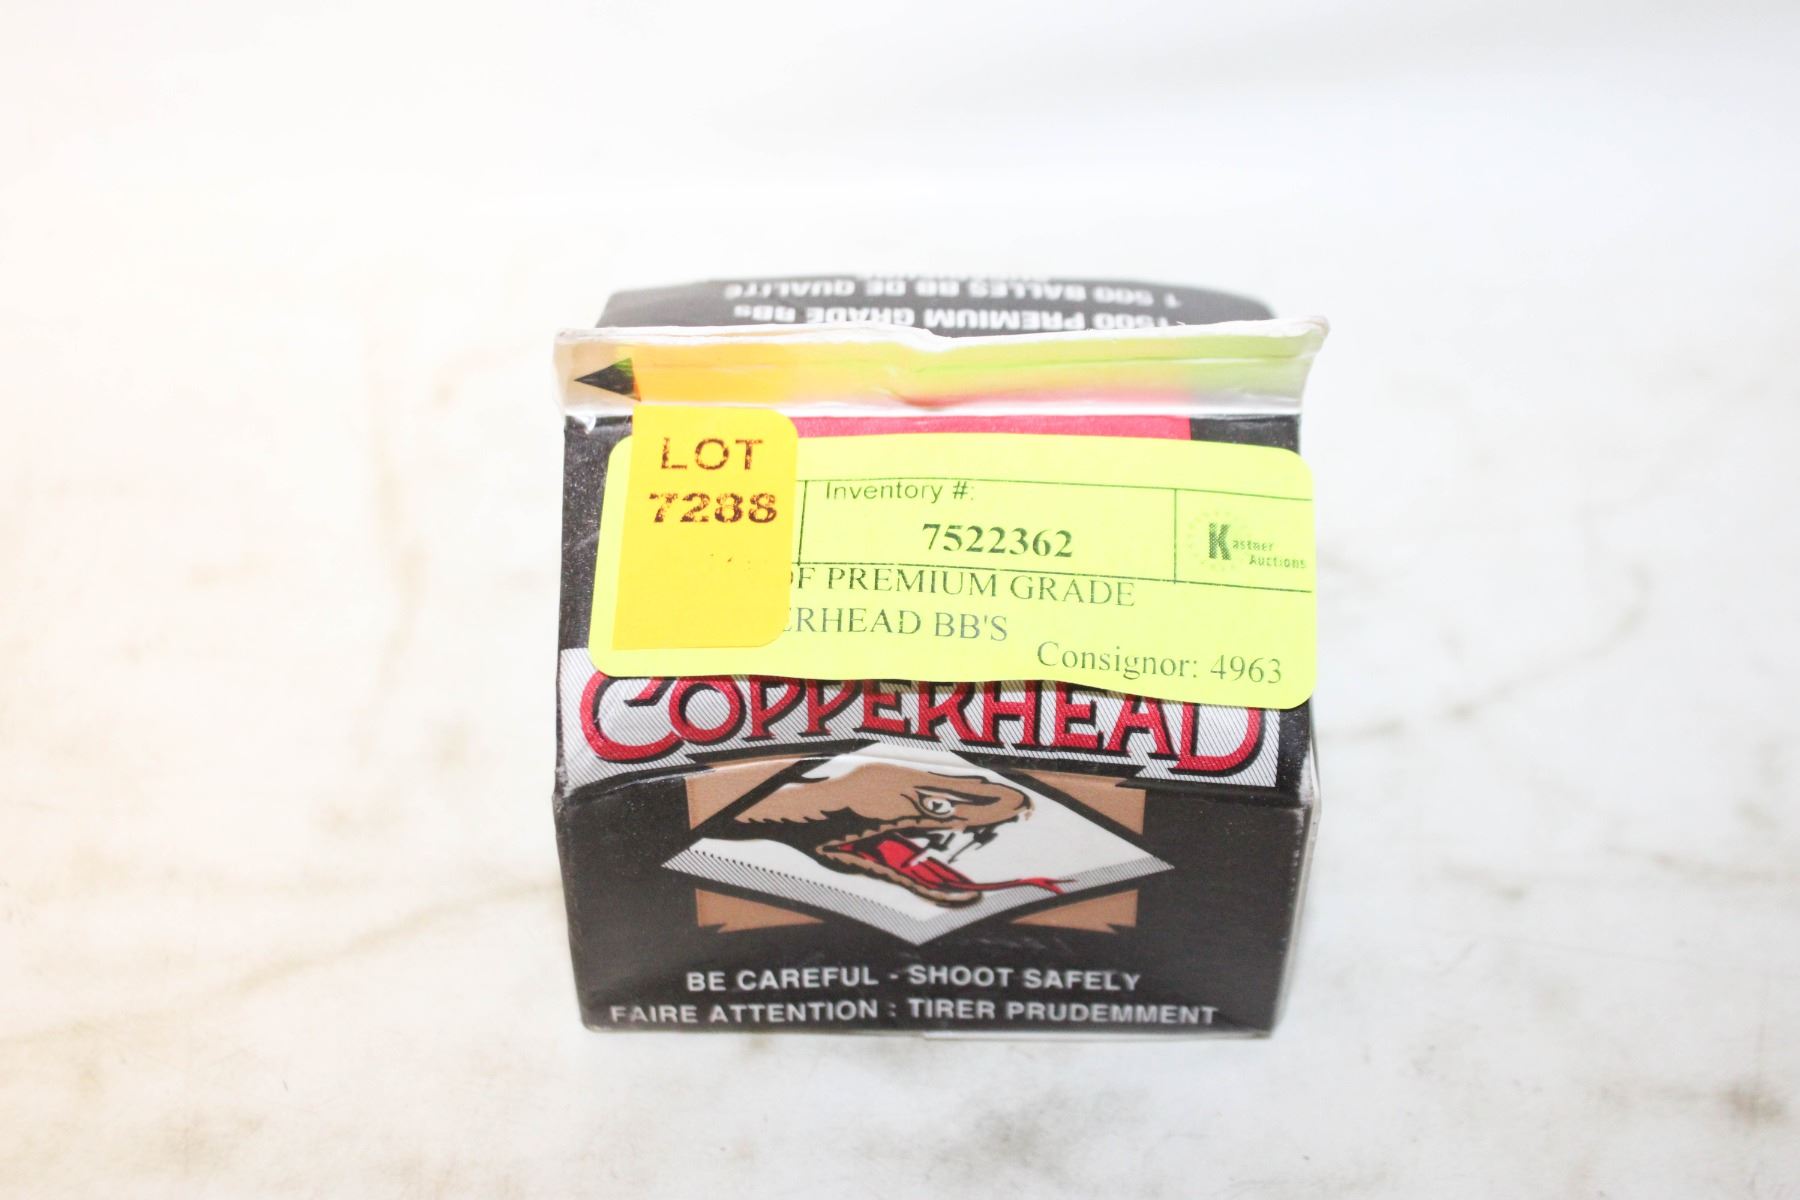 1500 PREMIUM GRADE BBs
1 500 BALLES BB DE QUALITÉ
LOT
7288
Inventory #:
7522362
Kastner
Auctions
OF PREMIUM GRADE
ERHEAD BB'S
Consignor: 4963
COPPERHEAD
BE CAREFUL - SHOOT SAFELY
FAIRE ATTENTION : TIRER PRUDEMMENT